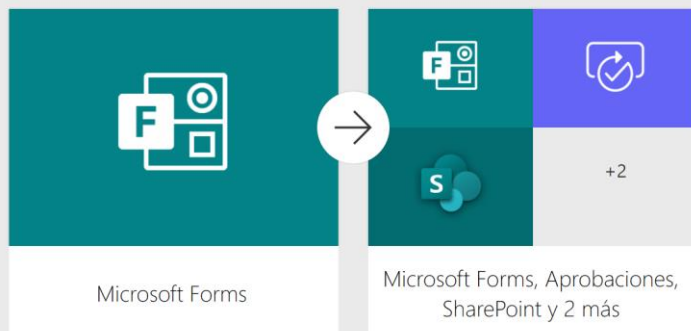 F
F
S
+2
Microsoft Forms
Microsoft Forms, Aprobaciones,
SharePoint y 2 más